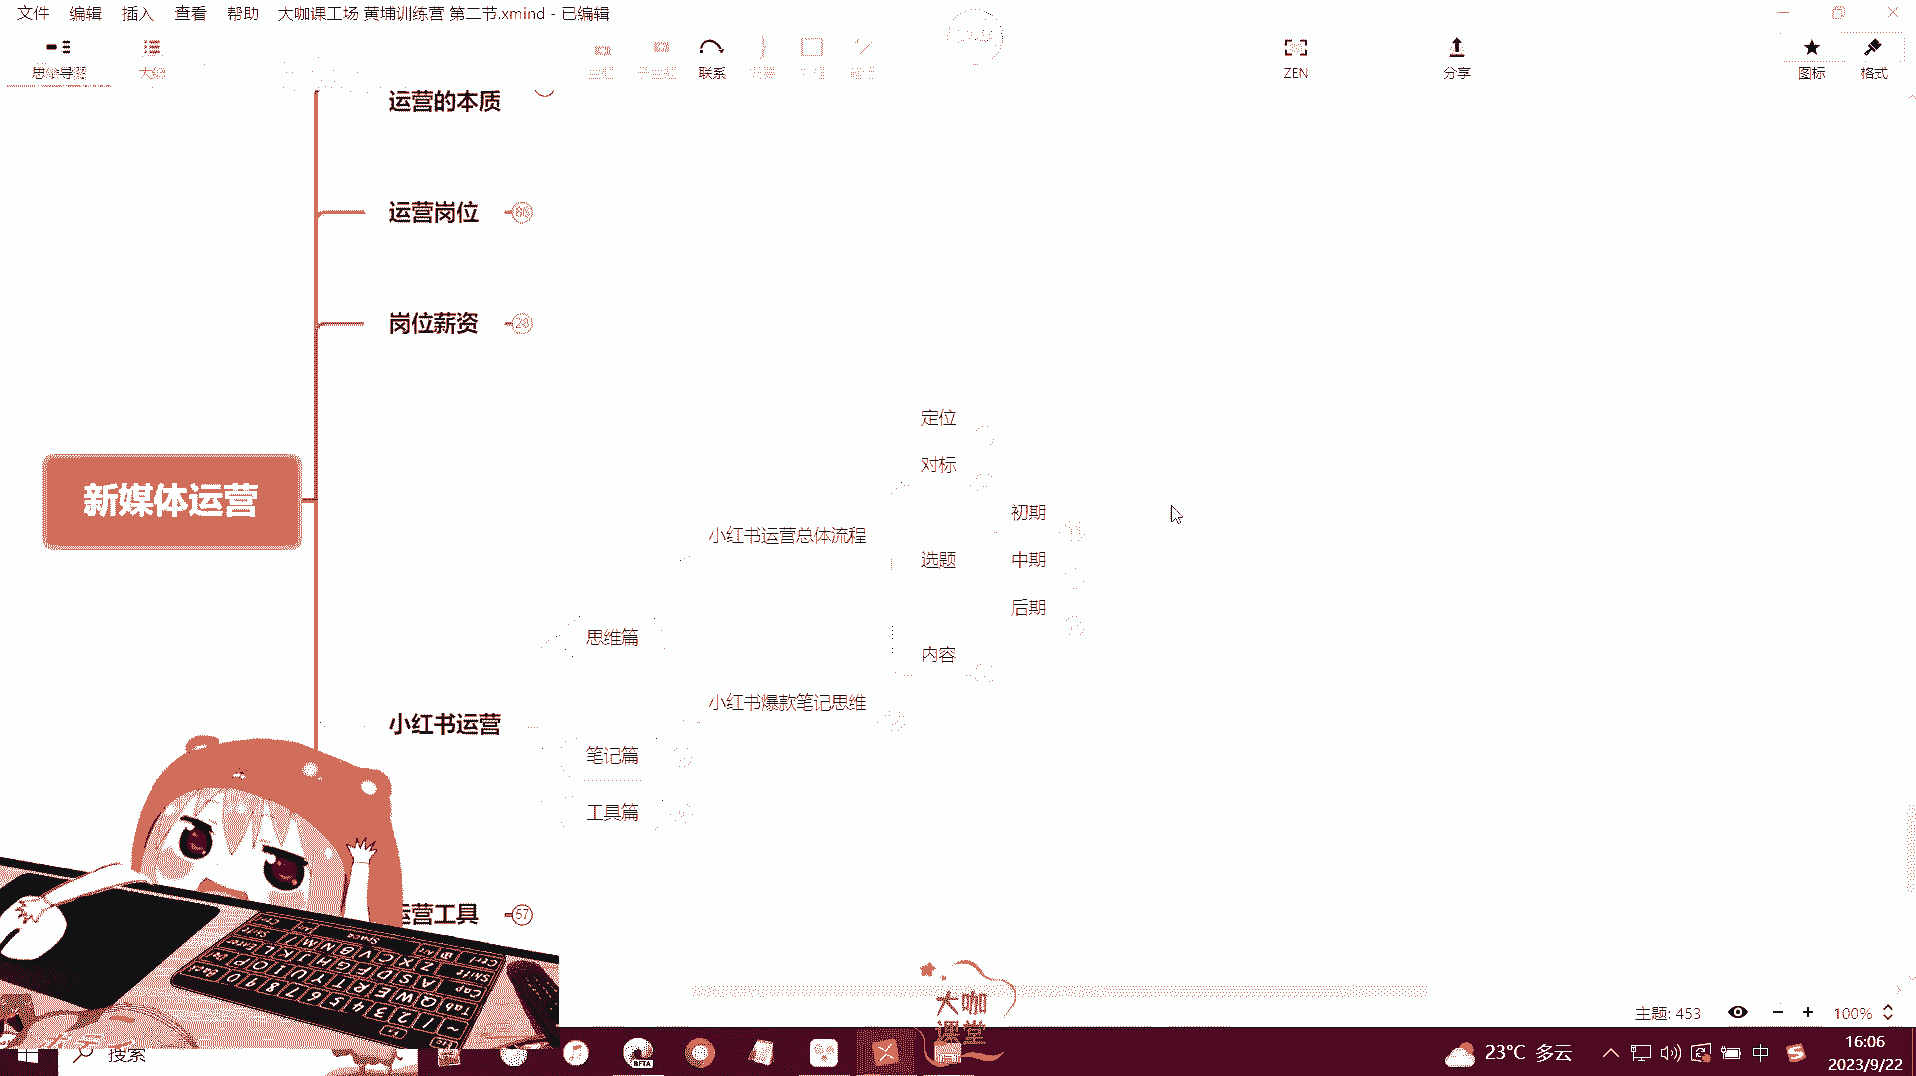 文件 编辑 插入 查看 帮助 大咖课工场 黄埔训练营 第二节.xmind - 已编辑
思维导图 大纲 联系 ZEN 分享 图标 格式
运营的本质
运营岗位
岗位薪资 28
新媒体运营
定位
对标
初期
小红书运营总体流程
选题 中期
后期
思维篇
内容
小红书爆款笔记思维
小红书运营
笔记篇
工具篇
运营工具 67
大咖
课堂
主题: 453 100%
搜索
23°C 多云 中 16:06
2023/9/22